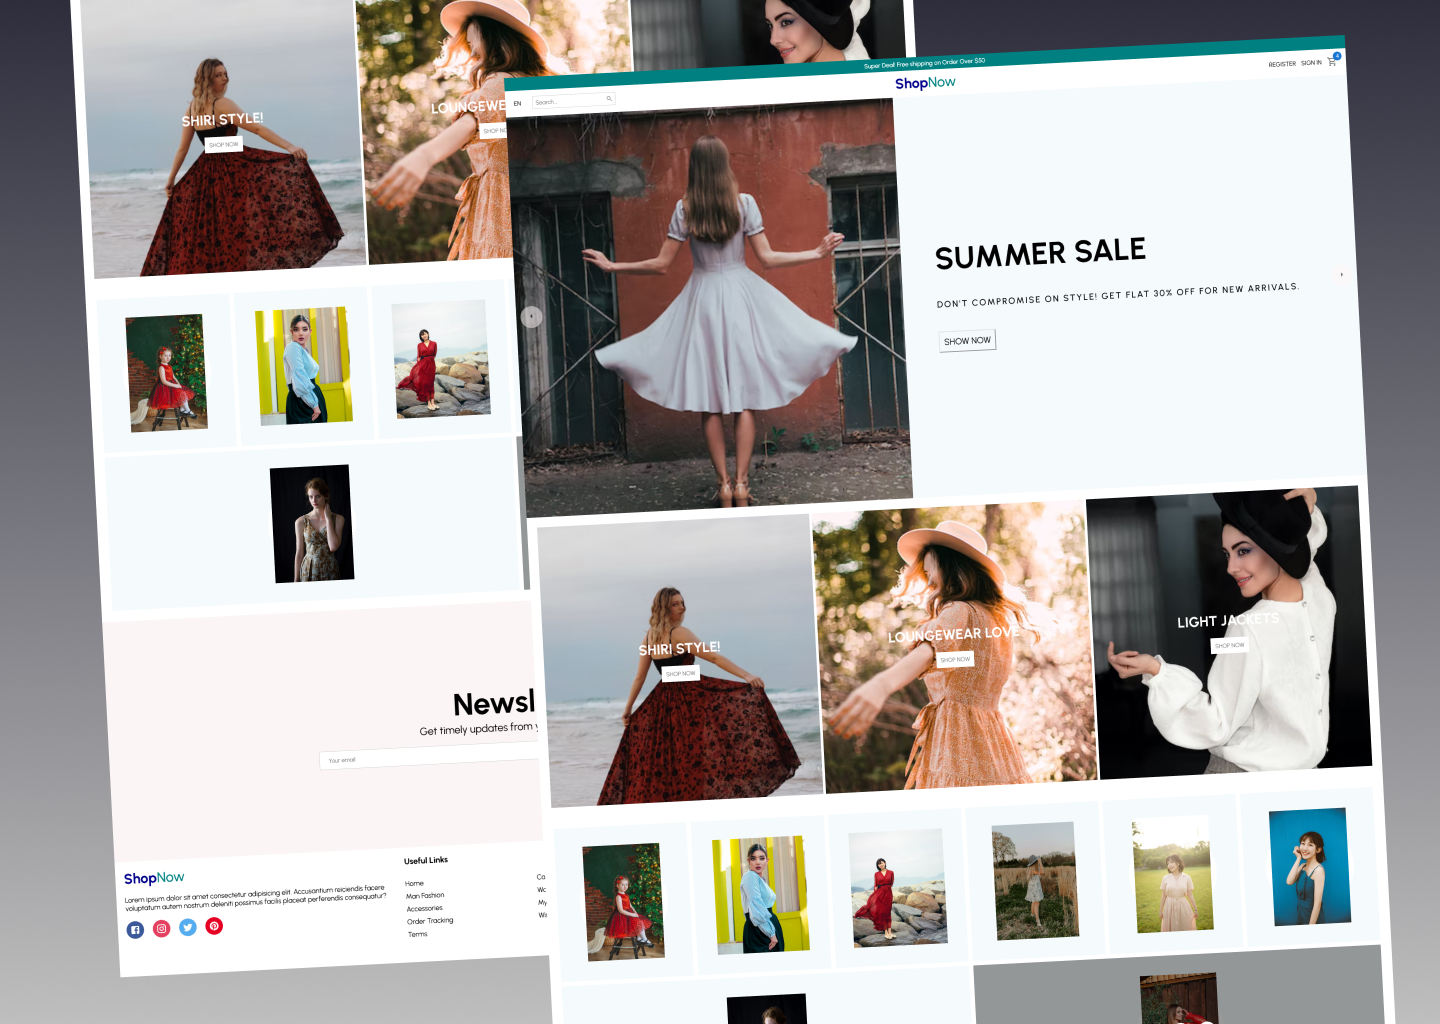 Super Deal! Free shipping on Order Over $50
EN
Search...
ShopNow
REGISTER
SIGN IN
SUMMER SALE
DON'T COMPROMISE ON STYLE! GET FLAT 30% OFF FOR NEW ARRIVALS.
SHOW NOW
SHIRI STYLE!
SHOP NOW
LOUNGEWEAR LOVE
SHOP NOW
LIGHT JACKETS
SHOP NOW
SHIRI STYLE!
SHOP NOW
LOUNGEWE
SHOP NO
Newsl
Get timely updates from y
Your email
ShopNow
Lorem ipsum dolor sit amet consectetur adipisicing elit. Accusantium reiciendis facere
voluptatum autem nostrum deleniti possimus facilis placeat perferendis consequatur?
Useful Links
Home
Man Fashion
Accessories
Order Tracking
Terms
Ca
Wo
My
Wi